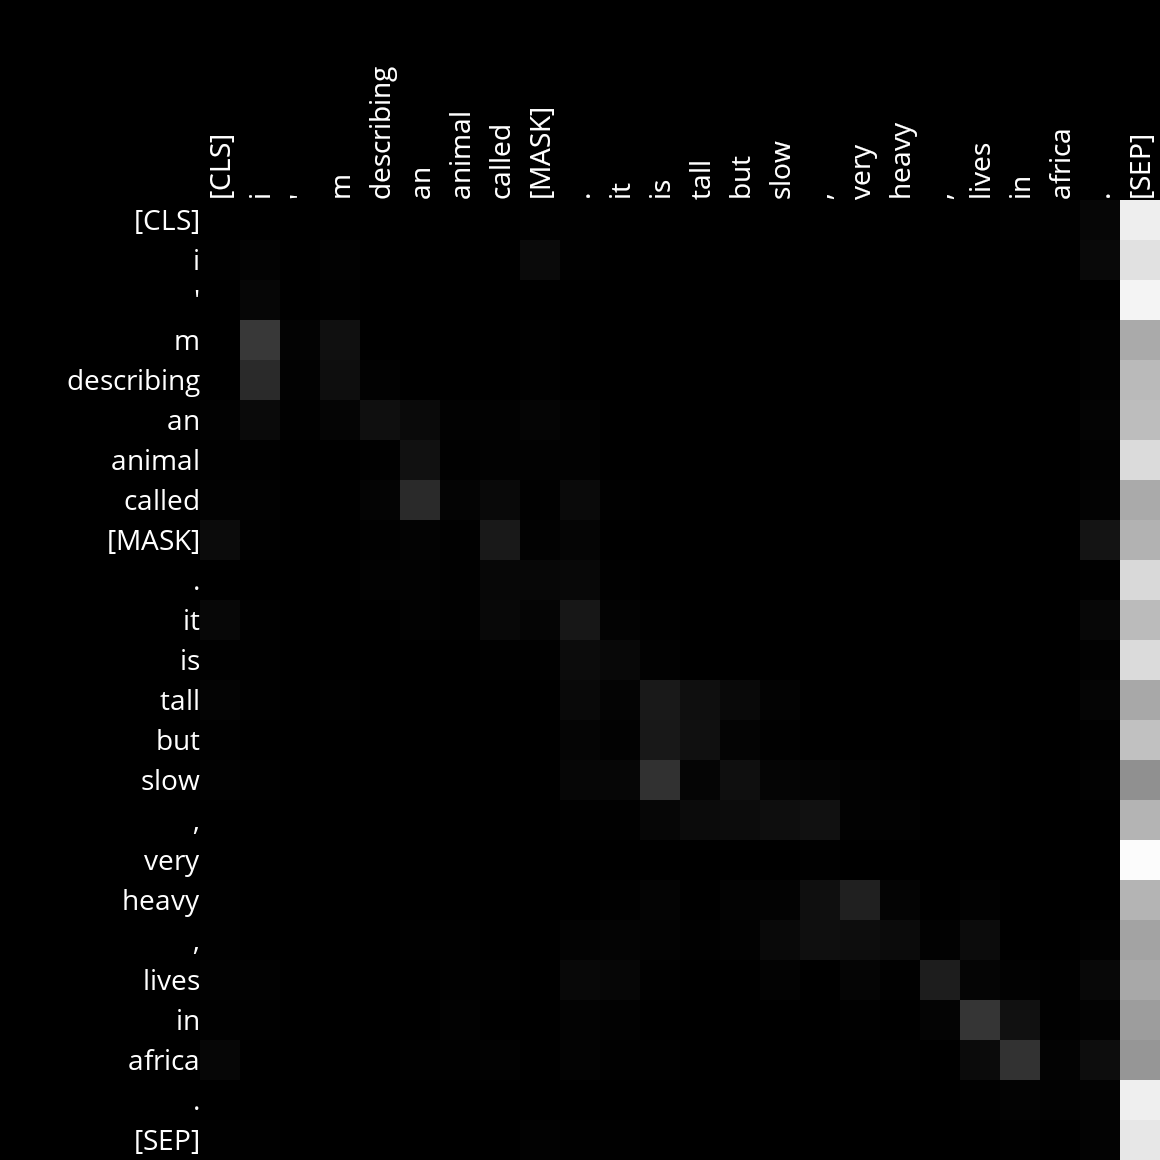 [CLS] i ' m describing an animal called [MASK] . it is tall but slow , very heavy , lives in africa . [SEP]
[CLS]
i
'
m
describing
an
animal
called
[MASK]
.
it
is
tall
but
slow
,
very
heavy
,
lives
in
africa
.
[SEP]